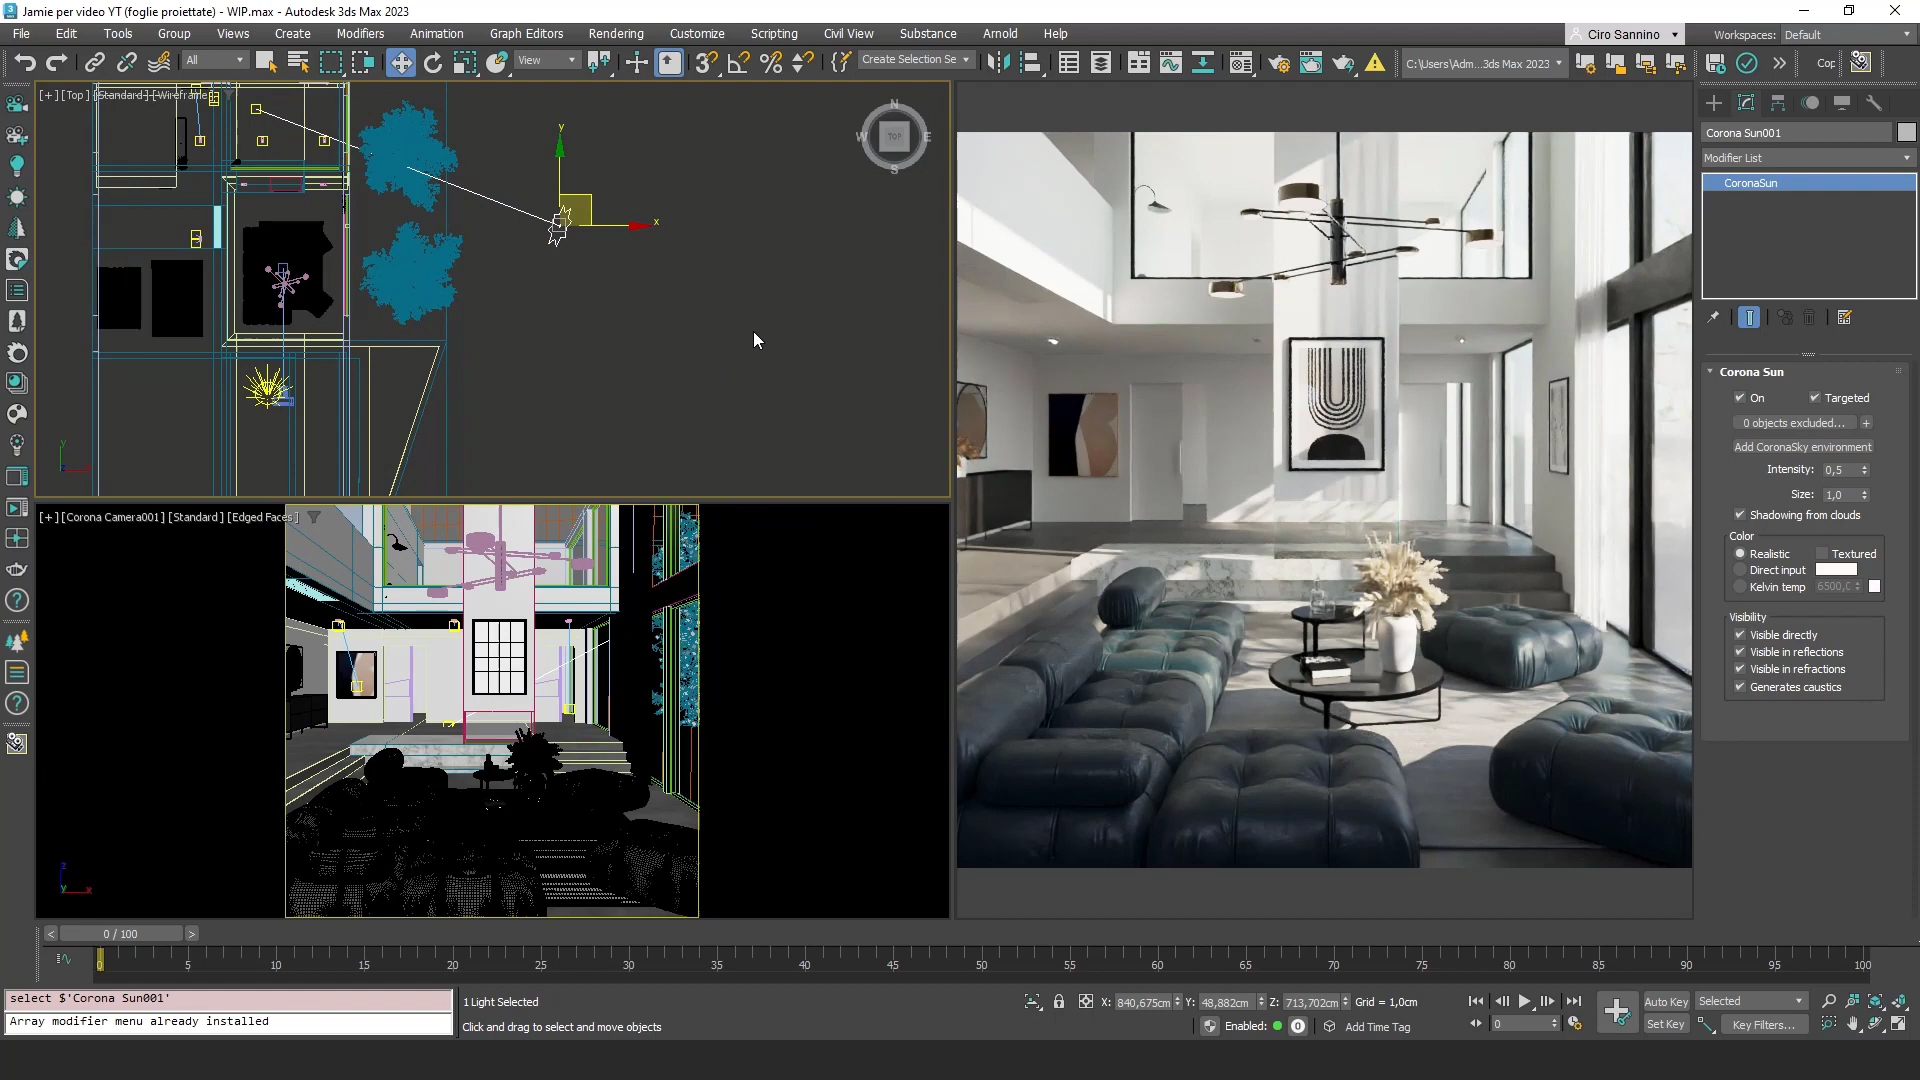 Jamie per video YT (foglie proiettate) - WIP.max - Autodesk 3ds Max 2023
File Edit Tools Group Views Create Modifiers Animation Graph Editors Rendering Customize Scripting Civil View Substance Arnold Help
Ciro Sannino
Workspaces: Default
All
View
Create Selection Se
C:\Users\Adm...3ds Max 2023
Cop
[+] [Top] [Standard] [Wireframe]
N
W TOP E
S
y
x
y
Corona Sun001
Modifier List
CoronaSun
Corona Sun
On Targeted
0 objects excluded... +
Add CoronaSky environment
Intensity: 0,5
Size: 1,0
Shadowing from clouds
Color
Realistic Textured
Direct input
Kelvin temp 6500,0
Visibility
Visible directly
Visible in reflections
Visible in refractions
Generates caustics
[+] [Corona Camera001] [Standard] [Edged Faces]
z
y x
< 0 / 100 >
0 5 10 15 20 25 30 35 40 45 50 55 60 65 70 75 80 85 90 95 100
select $'Corona Sun001'
Array modifier menu already installed
1 Light Selected
Click and drag to select and move objects
X: 840,675cm Y: 48,882cm Z: 713,702cm Grid = 1,0cm
Enabled: 0 Add Time Tag
0
Auto Key Selected
Set Key Key Filters...